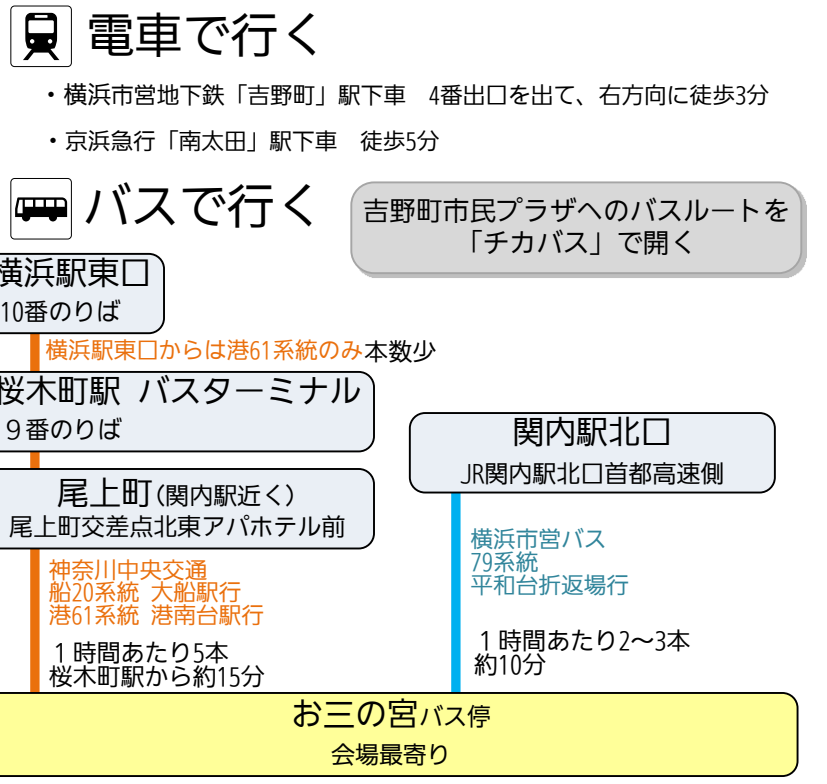 電車で行く
・横浜市営地下鉄「吉野町」駅下車　4番出口を出て、右方向に徒歩3分
・京浜急行「南太田」駅下車　徒歩5分
バスで行く
吉野町市民プラザへのバスルートを
「チカバス」で開く
横浜駅東口
10番のりば
横浜駅東口からは港61系統のみ本数少
桜木町駅 バスターミナル
９番のりば
尾上町(関内駅近く)
尾上町交差点北東アパホテル前
神奈川中央交通
船20系統 大船駅行
港61系統 港南台駅行
１時間あたり5本
桜木町駅から約15分
関内駅北口
JR関内駅北口首都高速側
横浜市営バス
79系統
平和台折返場行
１時間あたり2〜3本
約10分
お三の宮バス停
会場最寄り